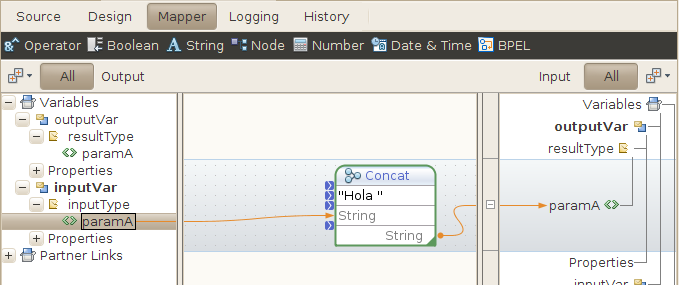 Source Design Mapper Logging History
Operator Boolean String Node Number Date & Time BPEL
All Output Input All
Variables
outputVar
resultType
paramA
Properties
inputVar
inputType
paramA
Properties
Partner Links
Concat
"Hola "
String
String
Variables
outputVar
resultType
paramA
Properties
inputVar